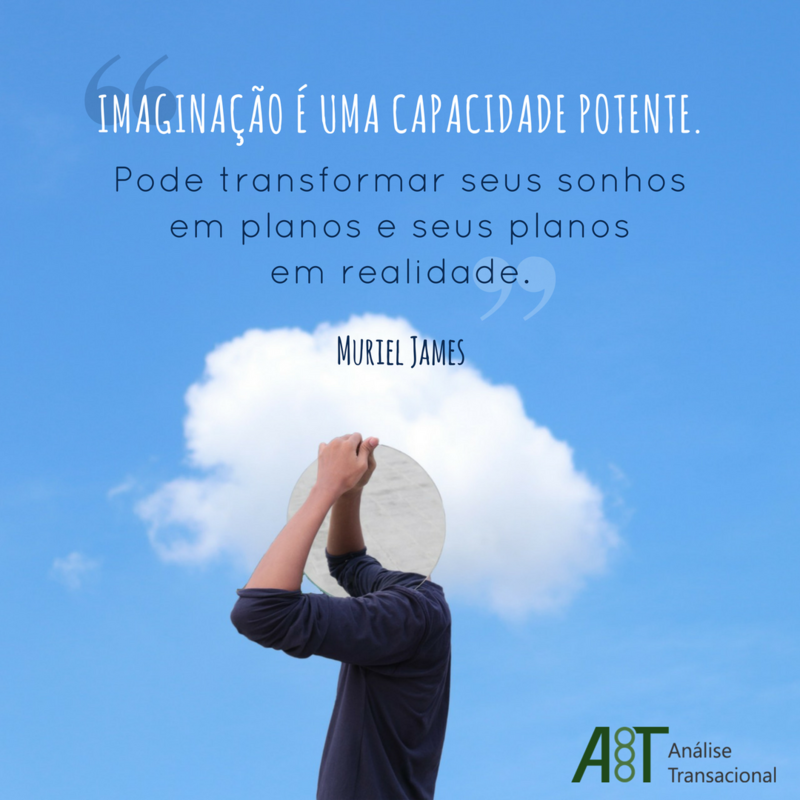 IMAGINAÇÃO É UMA CAPACIDADE POTENTE.
Pode transformar seus sonhos
em planos e seus planos
em realidade.
MURIEL JAMES
AT Análise
Transacional